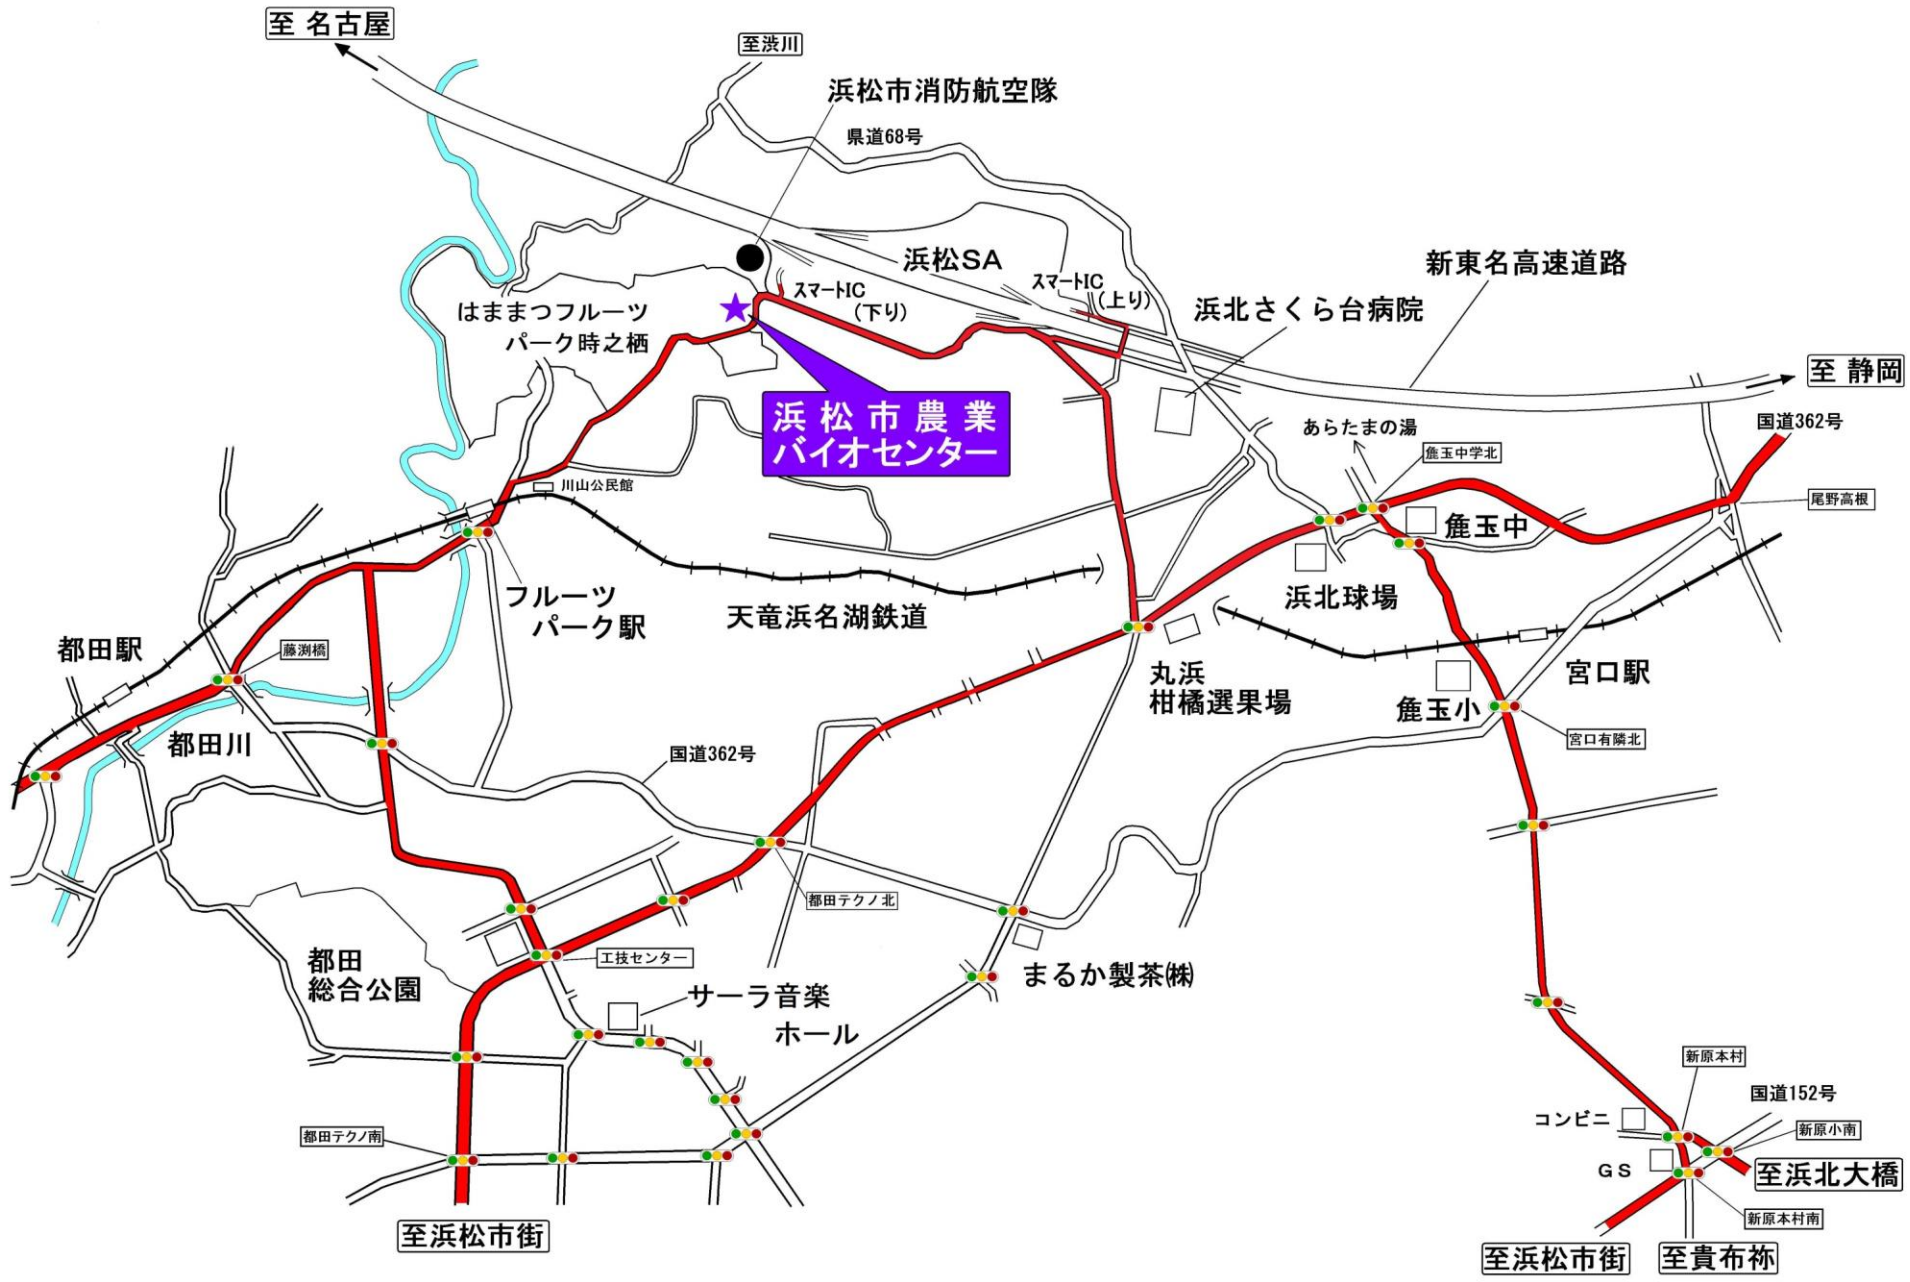 至 名古屋
至渋川
浜松市消防航空隊
県道68号
浜松SA
新東名高速道路
スマートIC
(下り)
スマートIC
(上り)
浜北さくら台病院
はままつフルーツ
パーク時之栖
至 静岡
国道362号
浜松市農業
バイオセンター
あらたまの湯
麁玉中学北
川山公民館
尾野高根
麁玉中
フルーツ
パーク駅
天竜浜名湖鉄道
浜北球場
都田駅
藤渕橋
丸浜
柑橘選果場
宮口駅
麁玉小
都田川
国道362号
宮口有隣北
都田テクノ北
都田
総合公園
工技センター
まるか製茶㈱
サーラ音楽
ホール
新原本村
国道152号
コンビニ
新原小南
都田テクノ南
GS
至浜北大橋
新原本村南
至浜松市街
至浜松市街
至貴布祢